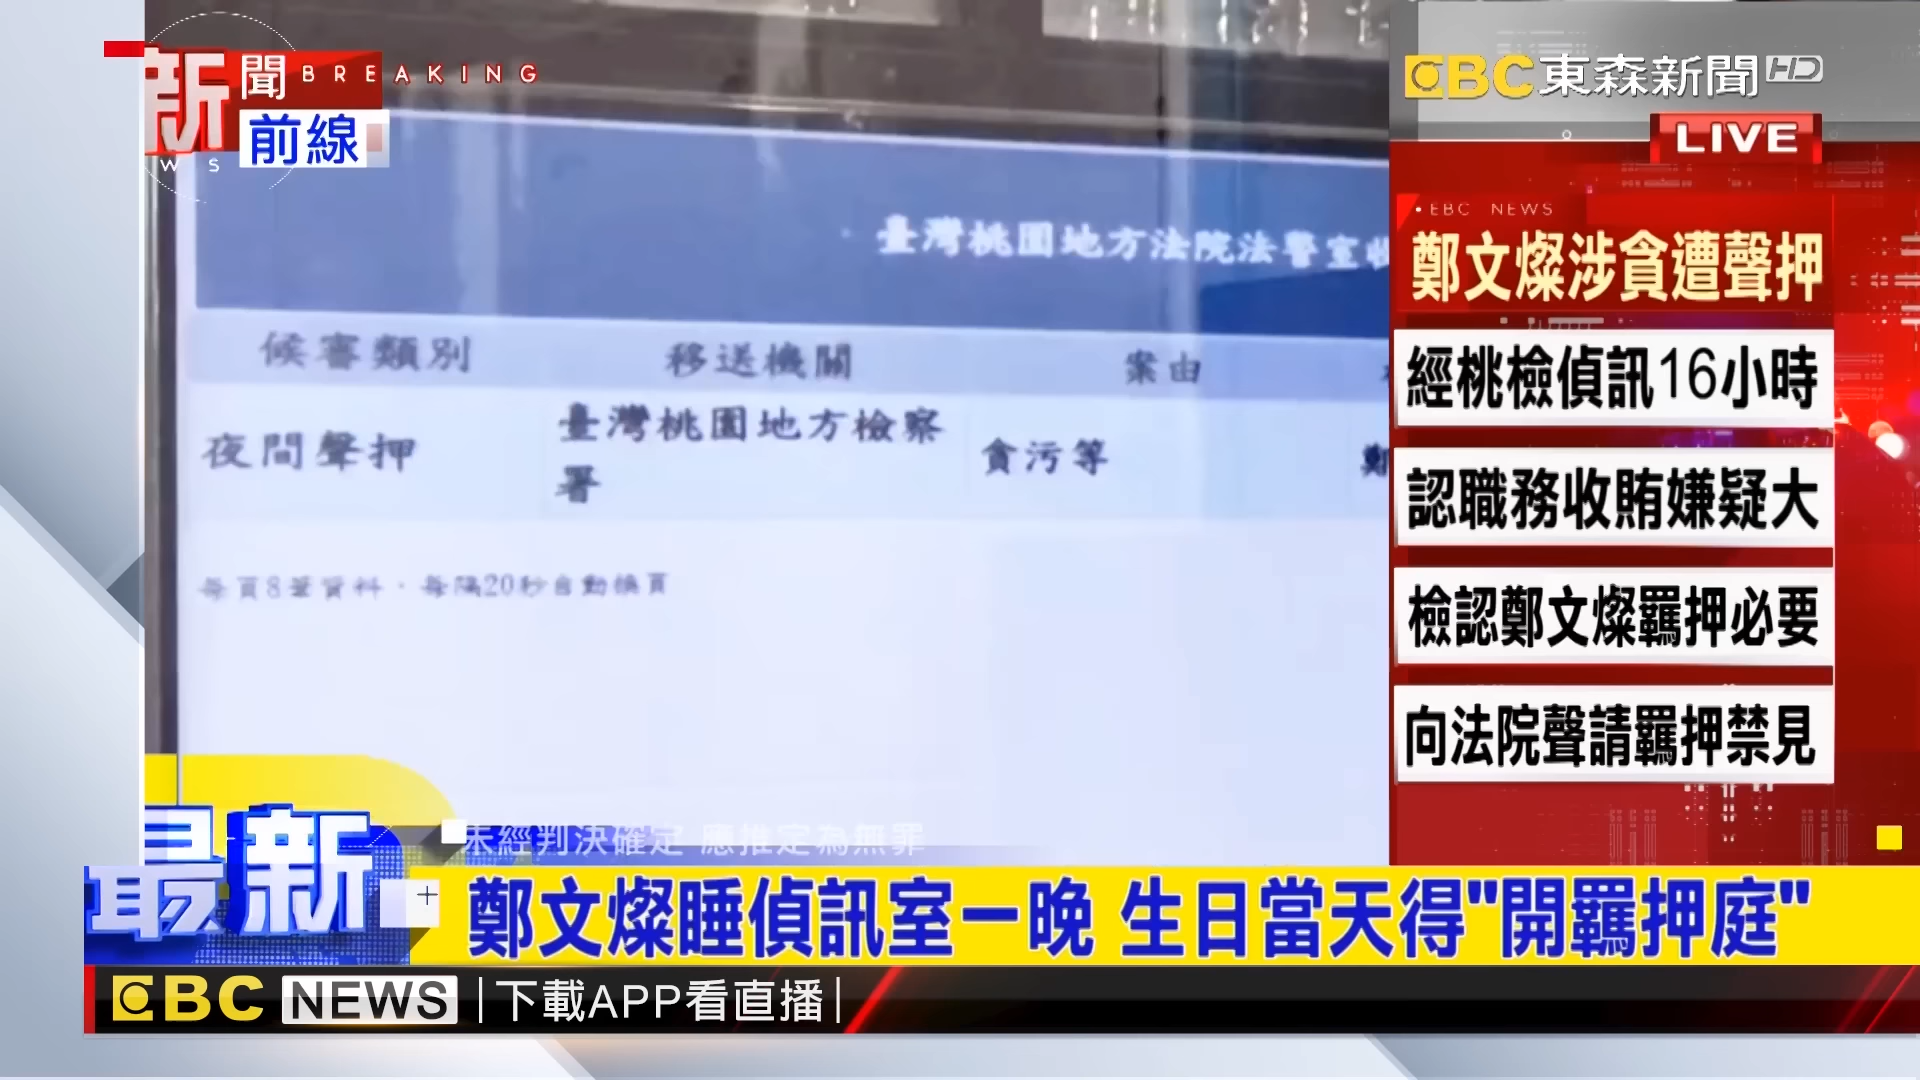 新聞 BREAKING
NEWS 前線
EBC 東森新聞 HD
LIVE
臺灣桃園地方法院法警室收
候審類別 移送機關 案由
夜間聲押 臺灣桃園地方檢察署 貪污等 鄭
每頁8筆資料，每隔20秒自動換頁
EBC NEWS
鄭文燦涉貪遭聲押
經桃檢偵訊16小時
認職務收賄嫌疑大
檢認鄭文燦羈押必要
向法院聲請羈押禁見
未經判決確定 應推定為無罪
最新
鄭文燦睡偵訊室一晚 生日當天得"開羈押庭"
EBC NEWS 下載APP看直播